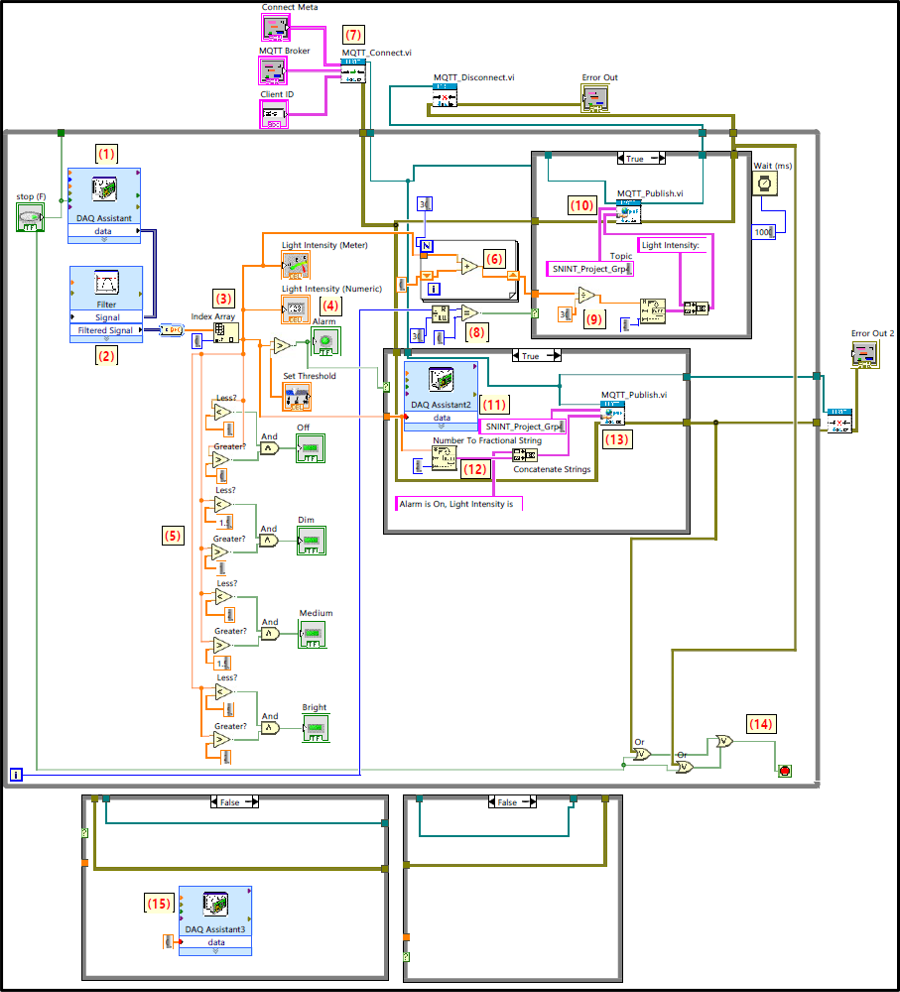 Connect Meta
(7)
MQTT Broker
MQTT_Connect.vi
Client ID
MQTT_Disconnect.vi
Error Out
(1)
True
Wait (ms)
stop (F)
DAQ Assistant
data
(10)
MQTT_Publish.vi
Light Intensity (Meter)
N
(6)
Light Intensity:
Topic
SNINT_Project_Grp
i
Filter
Signal
Filtered Signal
(2)
(3)
Index Array
Light Intensity (Numeric)
(4)
Alarm
(8)
(9)
100
Error Out 2
True
Set Threshold
DAQ Assistant2
data
(11)
MQTT_Publish.vi
SNINT_Project_Grp
(13)
Number To Fractional String
(12)
Concatenate Strings
Alarm is On, Light Intensity is
Less?
And
Off
Greater?
Less?
And
Dim
Greater?
(5)
Less?
And
Medium
Greater?
Less?
And
Bright
Greater?
(14)
Or
Or
i
False
False
(15)
DAQ Assistant3
data